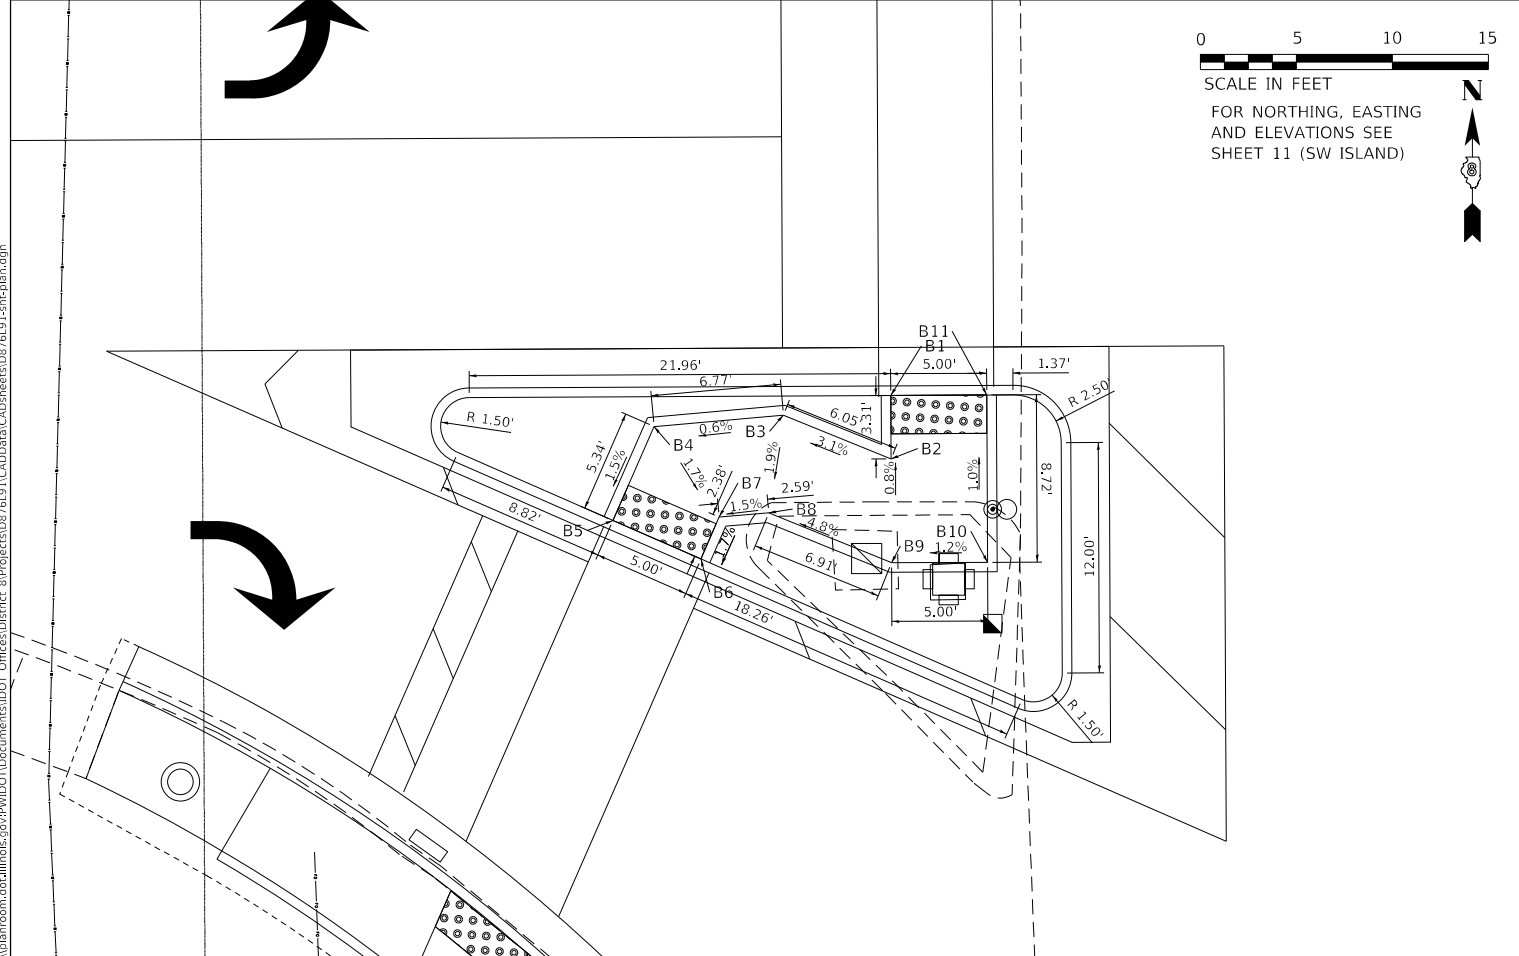 0 5 10 15
SCALE IN FEET
N
FOR NORTHING, EASTING
AND ELEVATIONS SEE
SHEET 11 (SW ISLAND)
8
B11
B1
21.96'
5.00'
1.37'
6.77'
R 2.50'
R 1.50'
6.05'
3.31'
0.6%
B3
3.1%
B4
B2
5.34'
1.5%
1.7%
2.38'
1.9%
0.8%
1.0%
8.72'
B7
2.59'
1.5%
B8
8.82'
B5
4.8%
B10
B9
1.2%
1.7%
12.00'
5.00'
6.91'
B6
18.26'
5.00'
R 1.50'